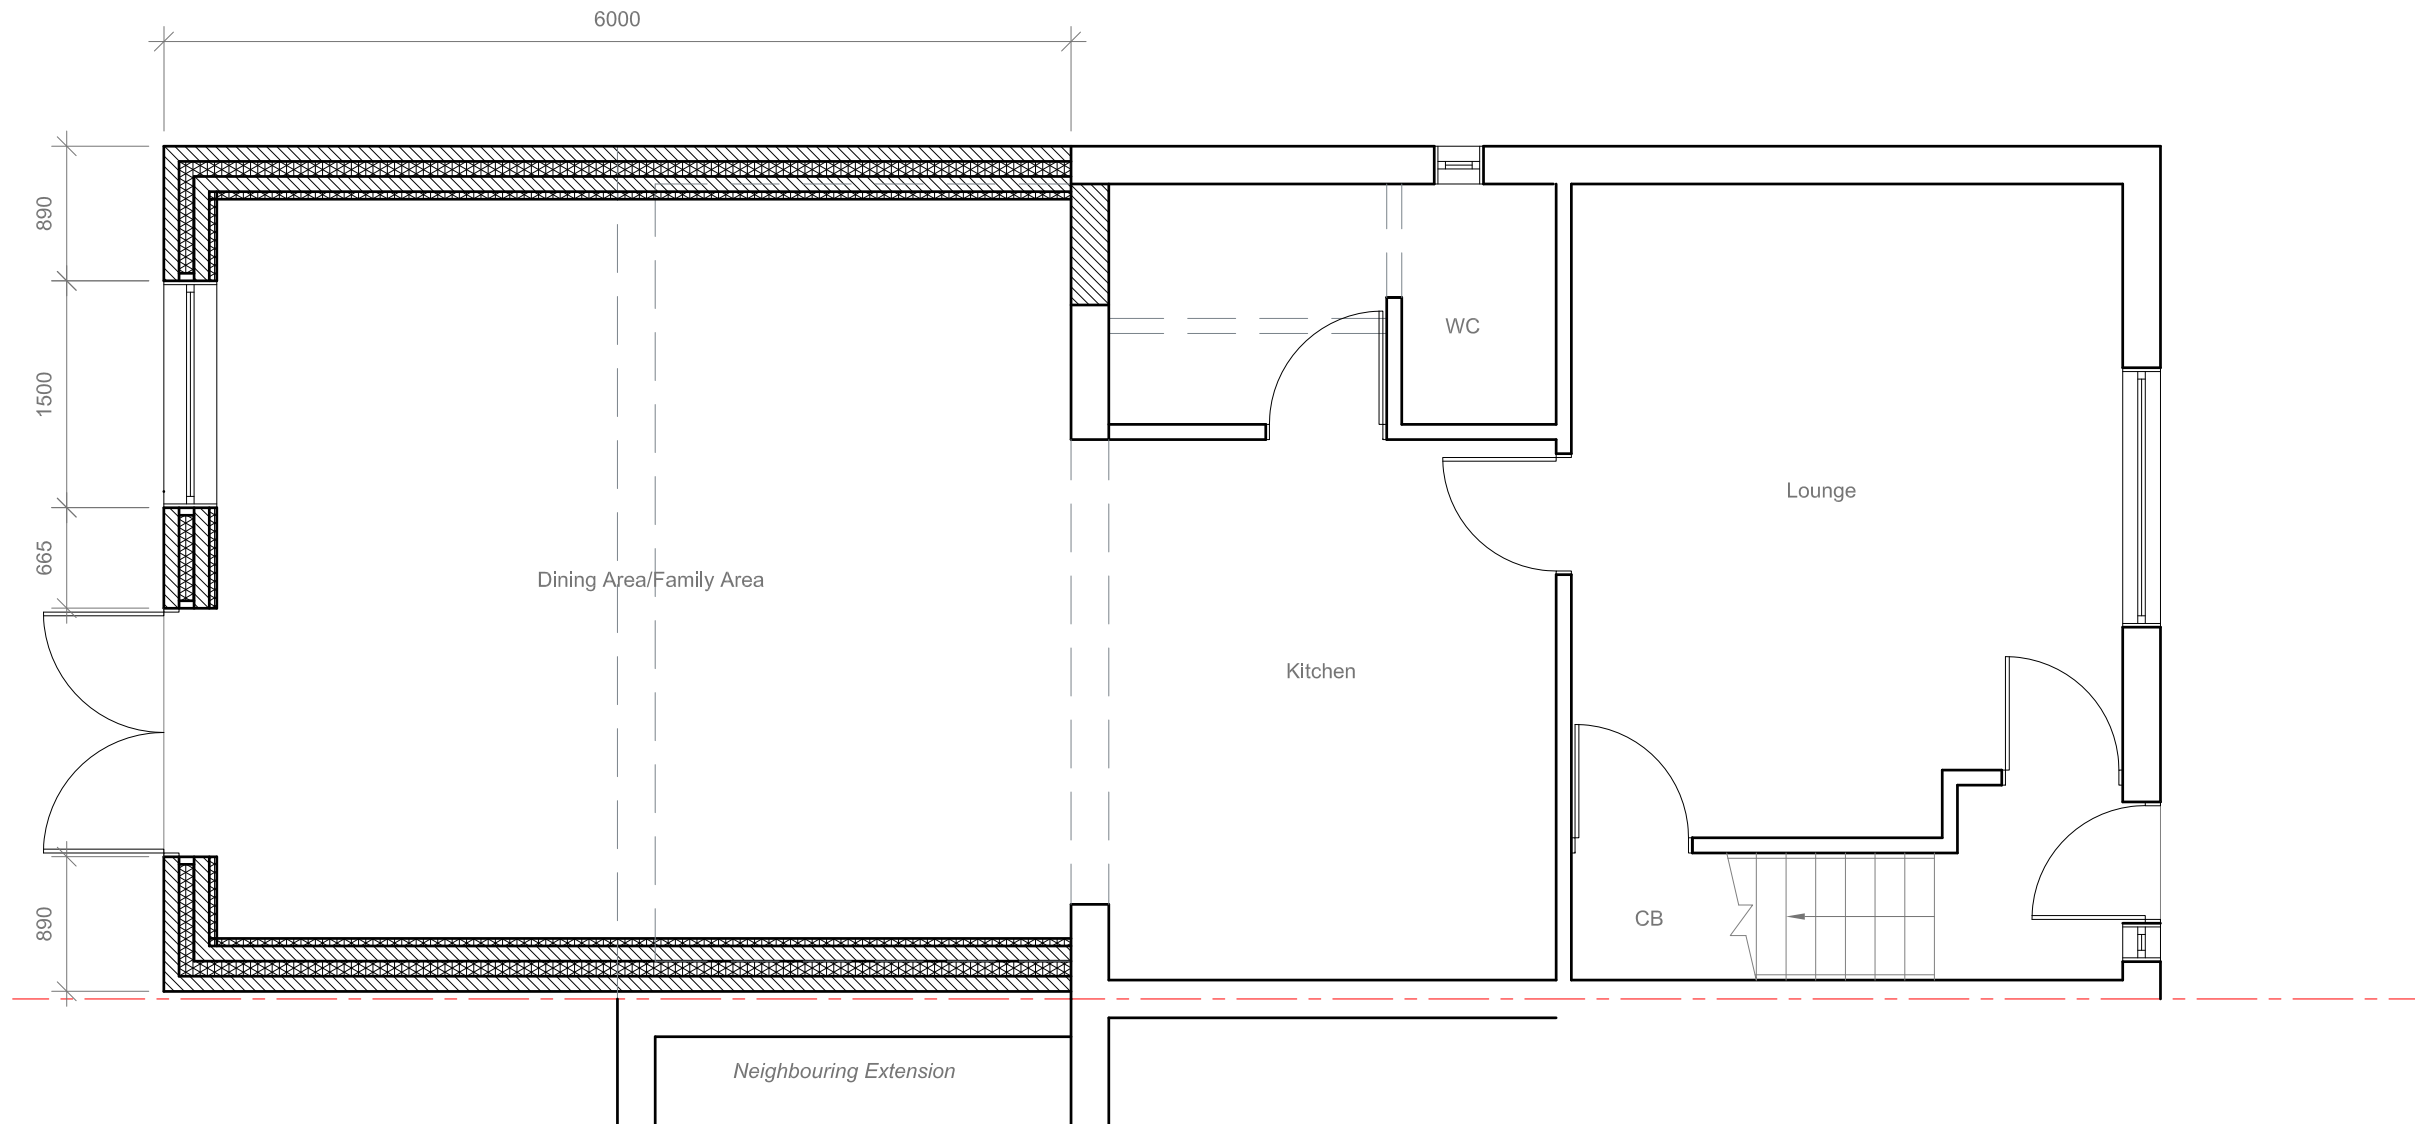 6000
890
1500
WC
Lounge
665
Dining Area/Family Area
Kitchen
890
CB
Neighbouring Extension